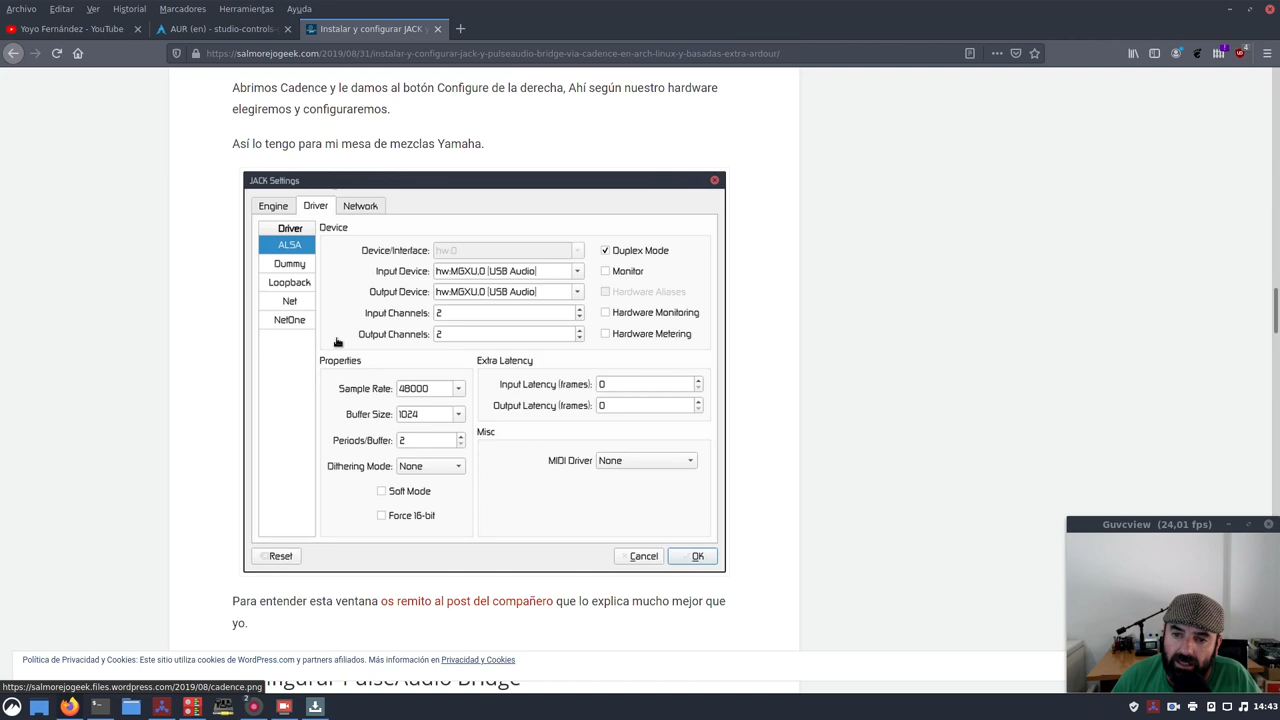 Archivo Editar Ver Historial Marcadores Herramientas Ayuda
Yoyo Fernández - YouTube
AUR (en) - studio-controls-g
Instalar y configurar JACK y
https://salmorejogeek.com/2019/08/31/instalar-y-configurar-jack-y-pulseaudio-bridge-via-cadence-en-arch-linux-y-basadas-extra-ardour/
Abrimos Cadence y le damos al botón Configure de la derecha, Ahí según nuestro hardware
elegiremos y configuraremos.
Así lo tengo para mi mesa de mezclas Yamaha.
JACK Settings
Engine Driver Network
Driver
ALSA
Dummy
Loopback
Net
NetOne
Device
Device/Interface: hw:0
Input Device: hw:MGXU,0 [USB Audio]
Output Device: hw:MGXU,0 [USB Audio]
Input Channels: 2
Output Channels: 2
Duplex Mode
Monitor
Hardware Aliases
Hardware Monitoring
Hardware Metering
Properties
Sample Rate: 48000
Buffer Size: 1024
Periods/Buffer: 2
Dithering Mode: None
Soft Mode
Force 16-bit
Extra Latency
Input Latency (frames): 0
Output Latency (frames): 0
Misc
MIDI Driver None
Reset
Cancel
OK
Para entender esta ventana os remito al post del compañero que lo explica mucho mejor que
yo.
Política de Privacidad y Cookies: Este sitio utiliza cookies de WordPress.com y partners afiliados. Más información en Privacidad y Cookies
Configurar PulseAudio Bridge
https://salmorejogeek.files.wordpress.com/2019/08/cadence.png
Guvcview (24,01 fps)
14:43